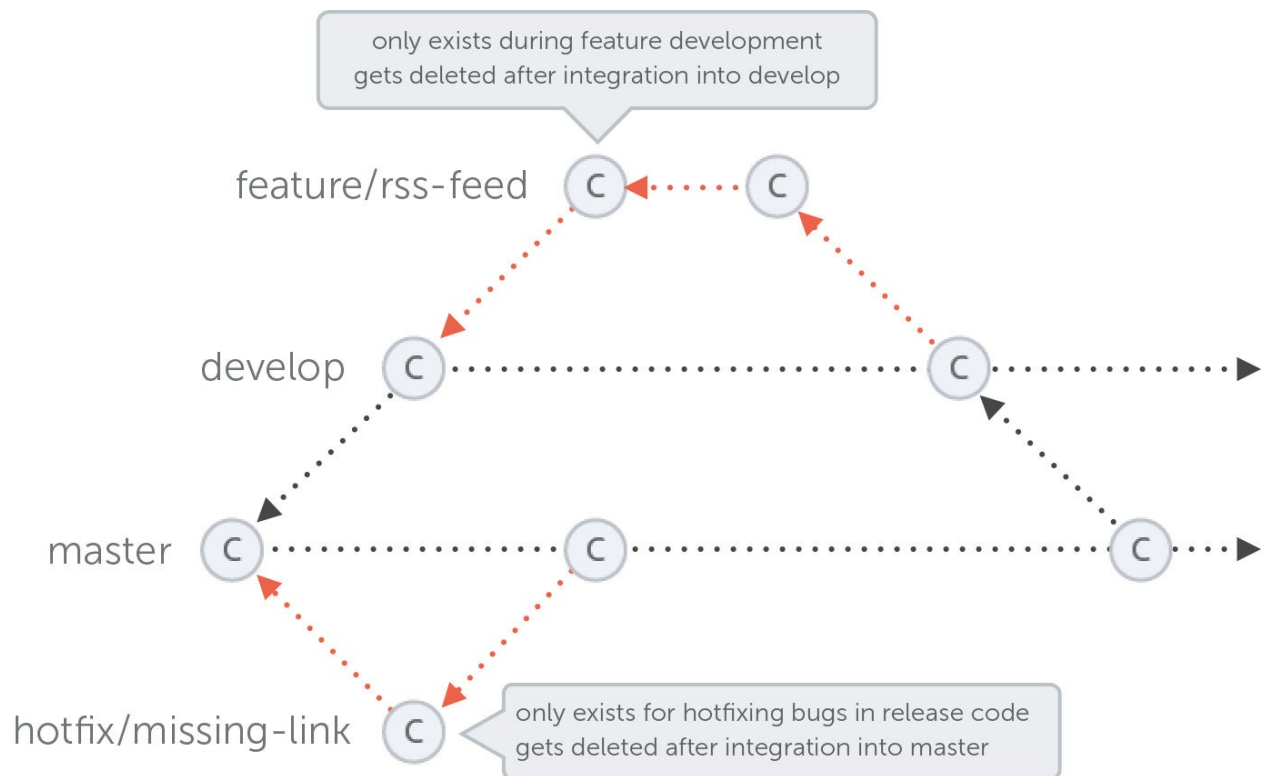 only exists during feature development
gets deleted after integration into develop
feature/rss-feed
C
C
develop
C
C
master
C
C
C
hotfix/missing-link
C
only exists for hotfixing bugs in release code
gets deleted after integration into master